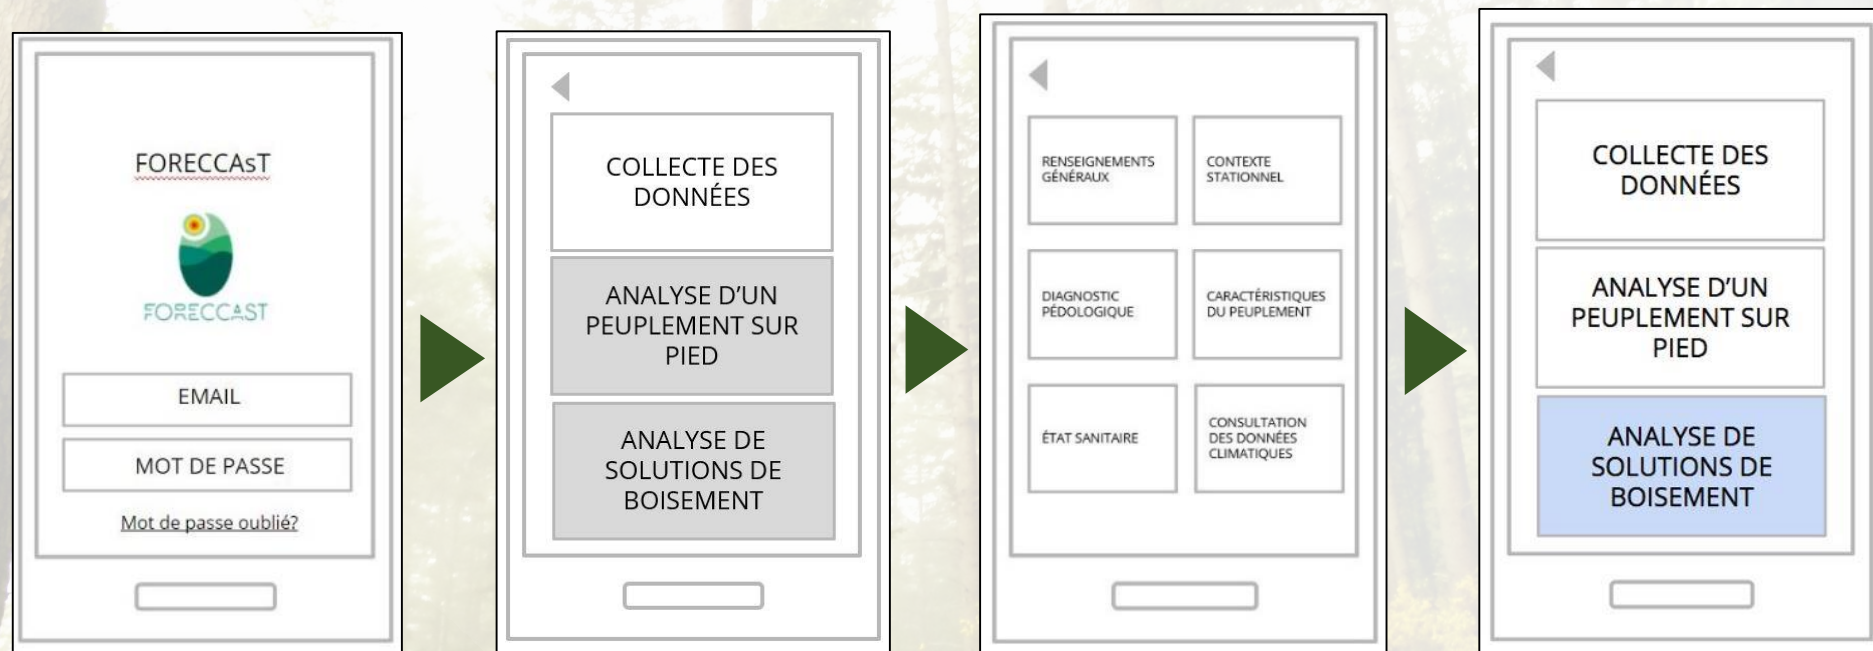 FORECCAsT
FORECCAST
EMAIL
MOT DE PASSE
Mot de passe oublié?
COLLECTE DES
DONNÉES
ANALYSE D’UN
PEUPLEMENT SUR
PIED
ANALYSE DE
SOLUTIONS DE
BOISEMENT
RENSEIGNEMENTS
GÉNÉRAUX
CONTEXTE
STATIONNEL
DIAGNOSTIC
PÉDOLOGIQUE
CARACTÉRISTIQUES
DU PEUPLEMENT
ÉTAT SANITAIRE
CONSULTATION
DES DONNÉES
CLIMATIQUES
COLLECTE DES
DONNÉES
ANALYSE D’UN
PEUPLEMENT SUR
PIED
ANALYSE DE
SOLUTIONS DE
BOISEMENT